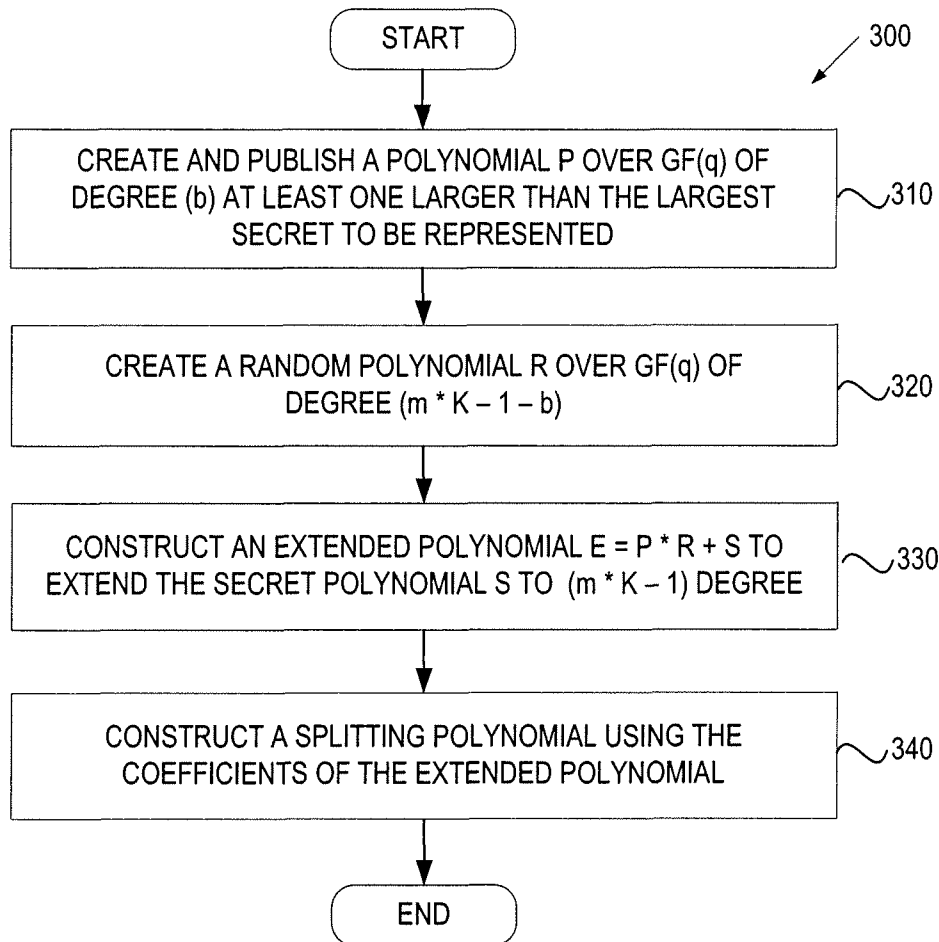 START
300
CREATE AND PUBLISH A POLYNOMIAL P OVER GF(q) OF
DEGREE (b) AT LEAST ONE LARGER THAN THE LARGEST
SECRET TO BE REPRESENTED
310
CREATE A RANDOM POLYNOMIAL R OVER GF(q) OF
DEGREE (m * K – 1 – b)
320
CONSTRUCT AN EXTENDED POLYNOMIAL E = P * R + S TO
EXTEND THE SECRET POLYNOMIAL S TO (m * K – 1) DEGREE
330
CONSTRUCT A SPLITTING POLYNOMIAL USING THE
COEFFICIENTS OF THE EXTENDED POLYNOMIAL
340
END